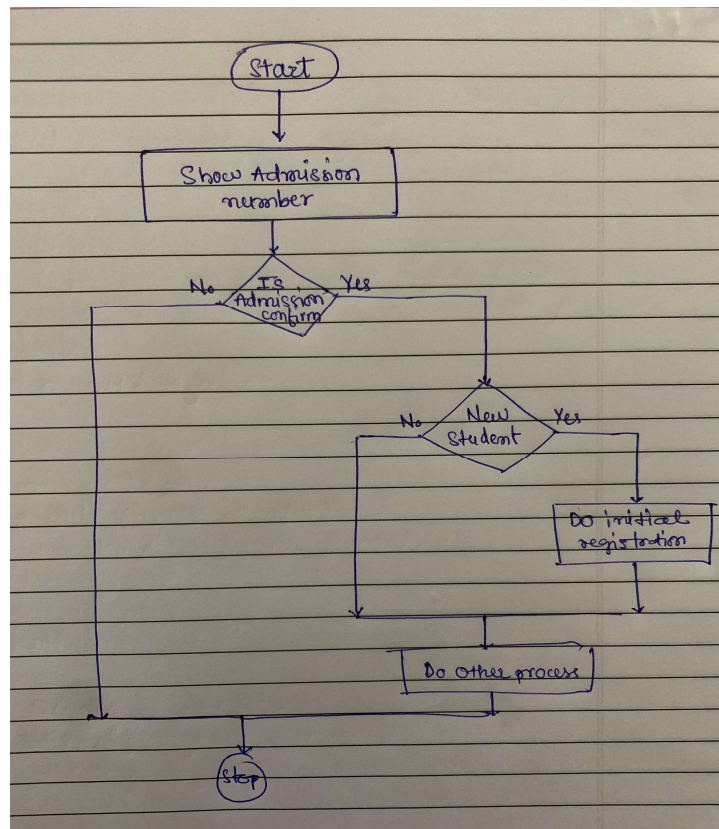 Start
Show Admission
number
No
Is
Admission
confirm
Yes
No
New
Student
Yes
Do initial
registration
Do Other process
Stop